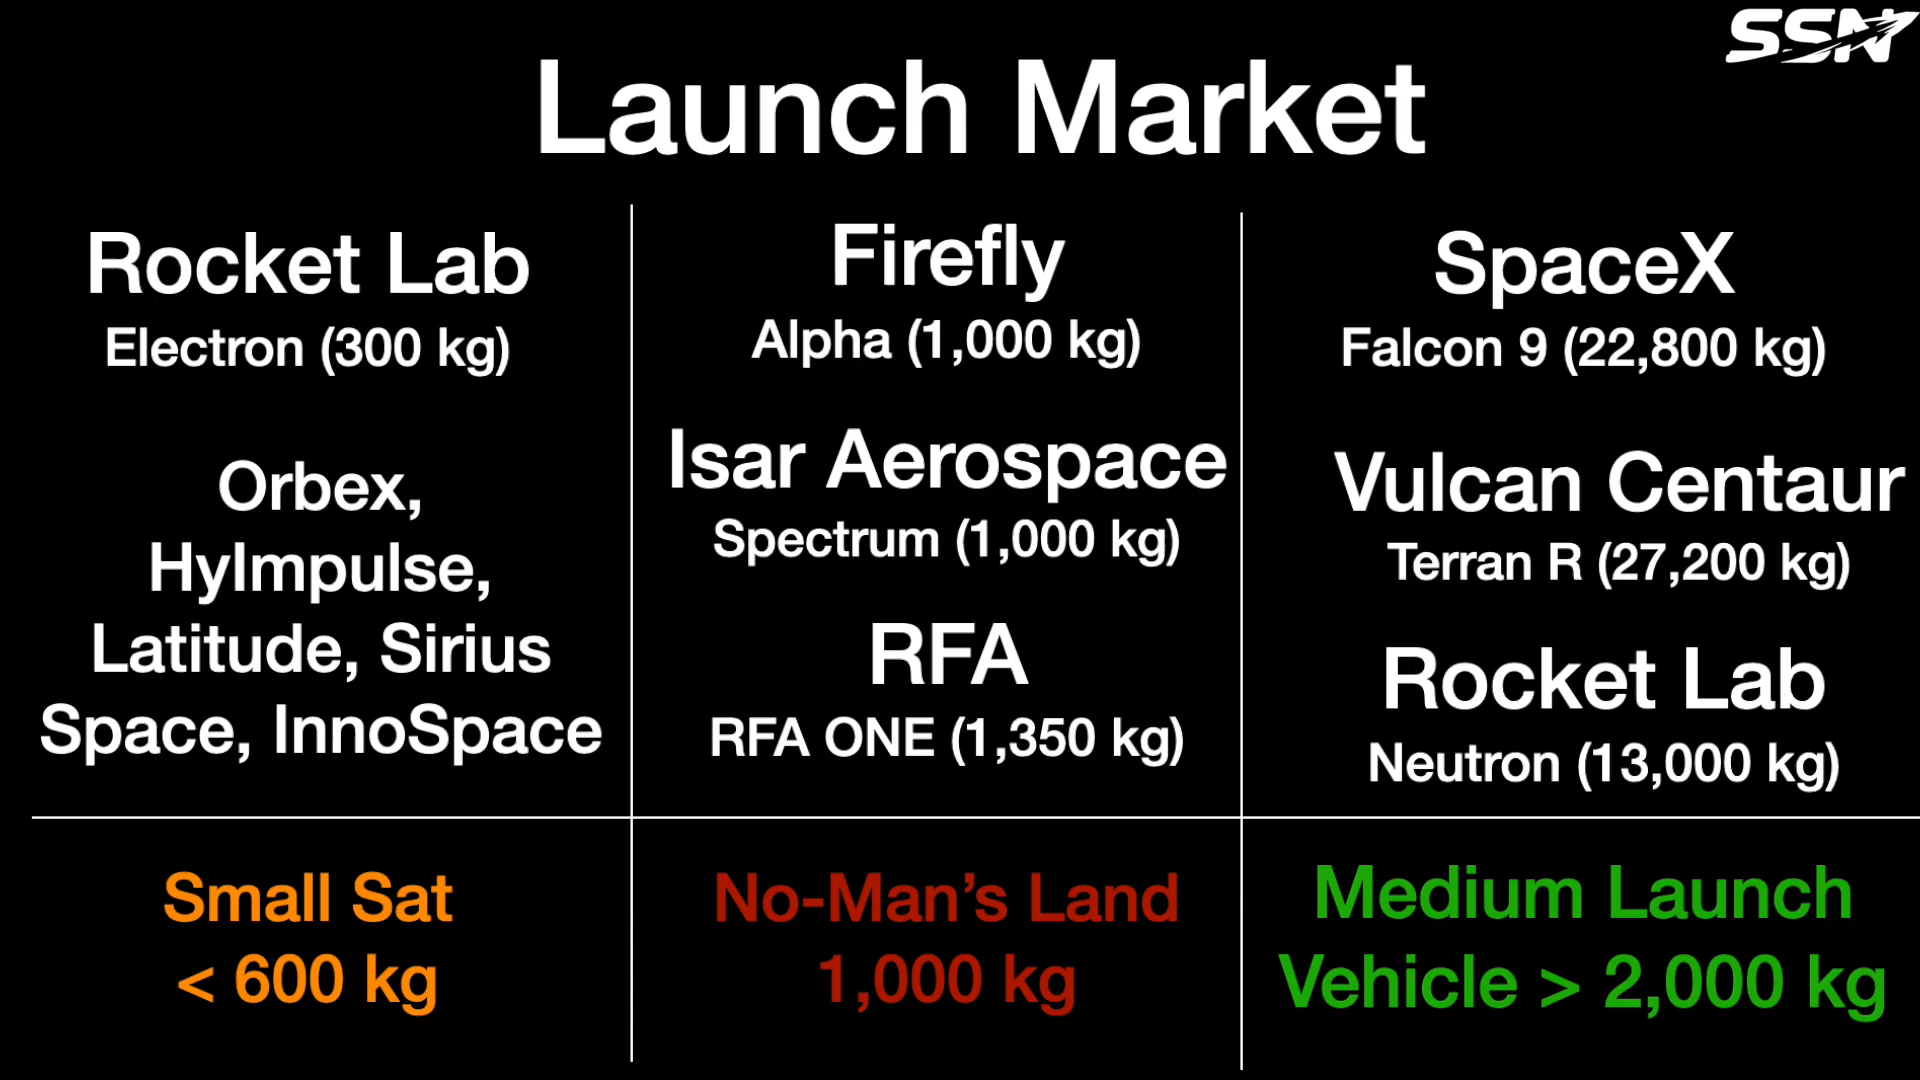 SSN
Launch Market
Rocket Lab
Electron (300 kg)
Orbex,
HyImpulse,
Latitude, Sirius
Space, InnoSpace
Small Sat
< 600 kg
Firefly
Alpha (1,000 kg)
Isar Aerospace
Spectrum (1,000 kg)
RFA
RFA ONE (1,350 kg)
No-Man’s Land
1,000 kg
SpaceX
Falcon 9 (22,800 kg)
Vulcan Centaur
Terran R (27,200 kg)
Rocket Lab
Neutron (13,000 kg)
Medium Launch
Vehicle > 2,000 kg